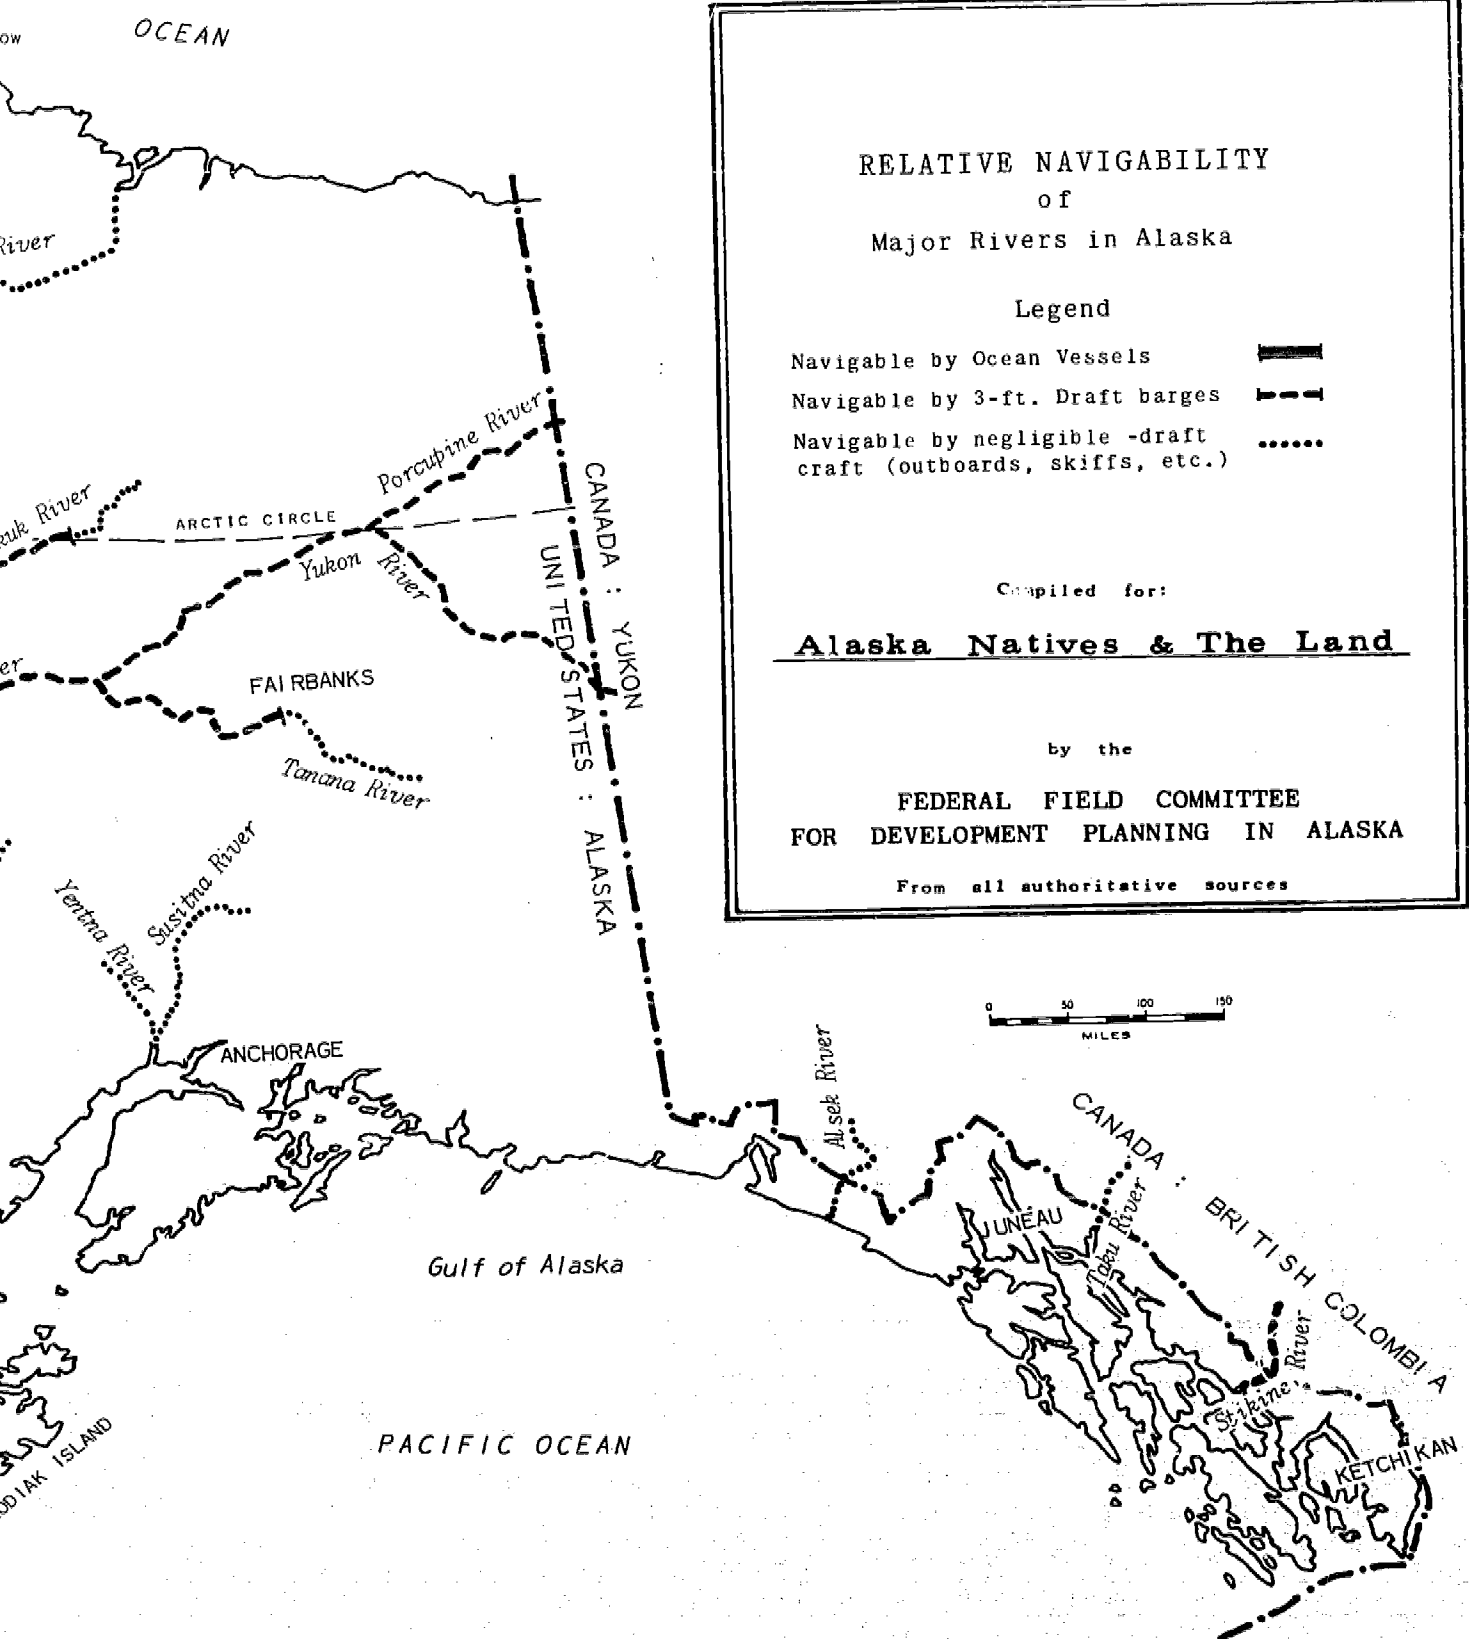 OCEAN
RELATIVE NAVIGABILITY
of
Major Rivers in Alaska
Legend
Navigable by Ocean Vessels
Navigable by 3-ft. Draft barges
Navigable by negligible -draft
craft (outboards, skiffs, etc.)
Compiled for:
Alaska Natives & The Land
by the
FEDERAL FIELD COMMITTEE
FOR DEVELOPMENT PLANNING IN ALASKA
From all authoritative sources
River
Porcupine River
River
ARCTIC CIRCLE
Yukon River
CANADA : YUKON
UNITED STATES : ALASKA
FAIRBANKS
Tanana River
Susitna River
Yentna River
ANCHORAGE
0 50 100 150
MILES
Alsek River
CANADA : BRITISH COLOMBIA
JUNEAU
Taku River
Gulf of Alaska
Stikine River
KETCHIKAN
PACIFIC OCEAN
ODIAK ISLAND